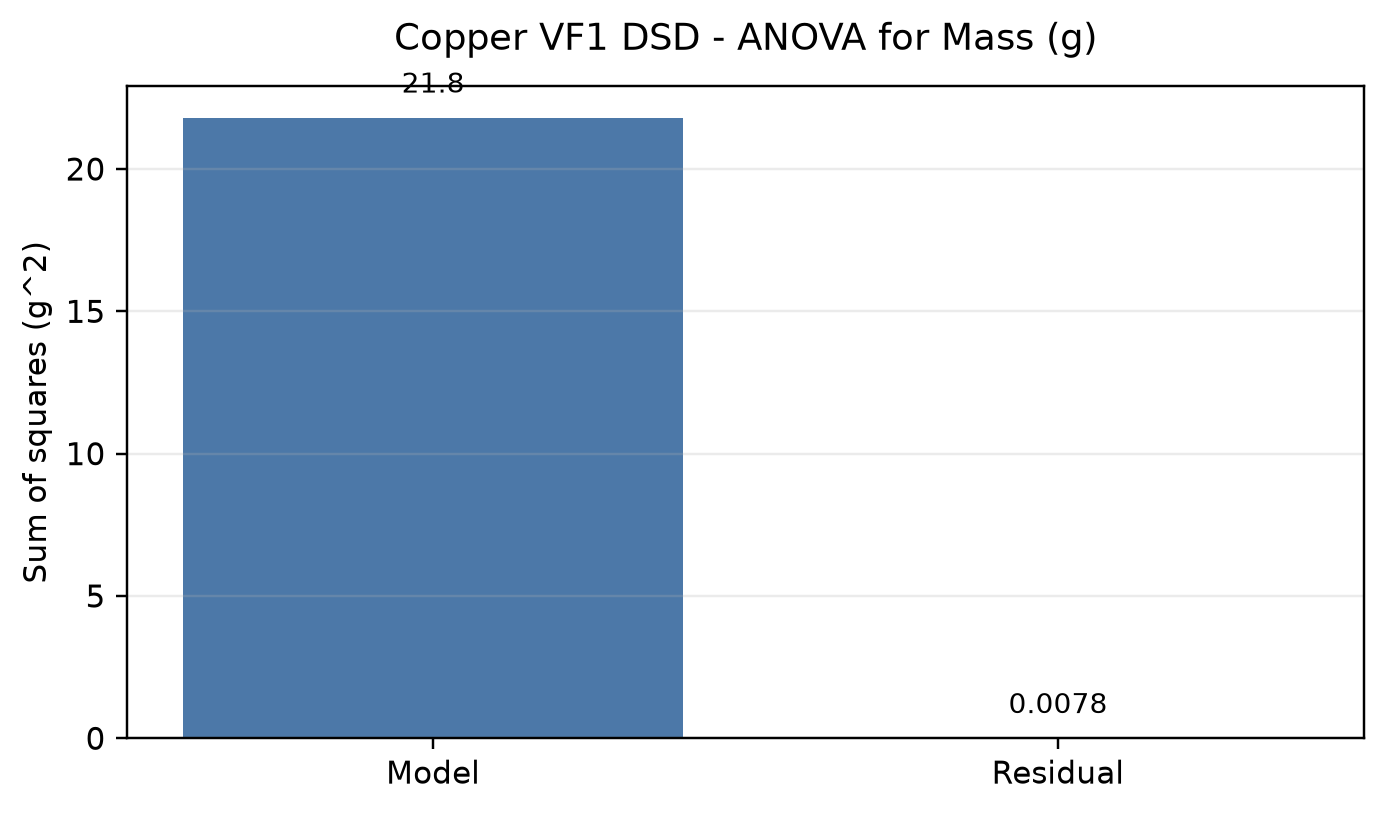 Copper VF1 DSD - ANOVA for Mass (g)
21.8
Sum of squares (g^2)
20
15
10
5
0
0.0078
Model
Residual